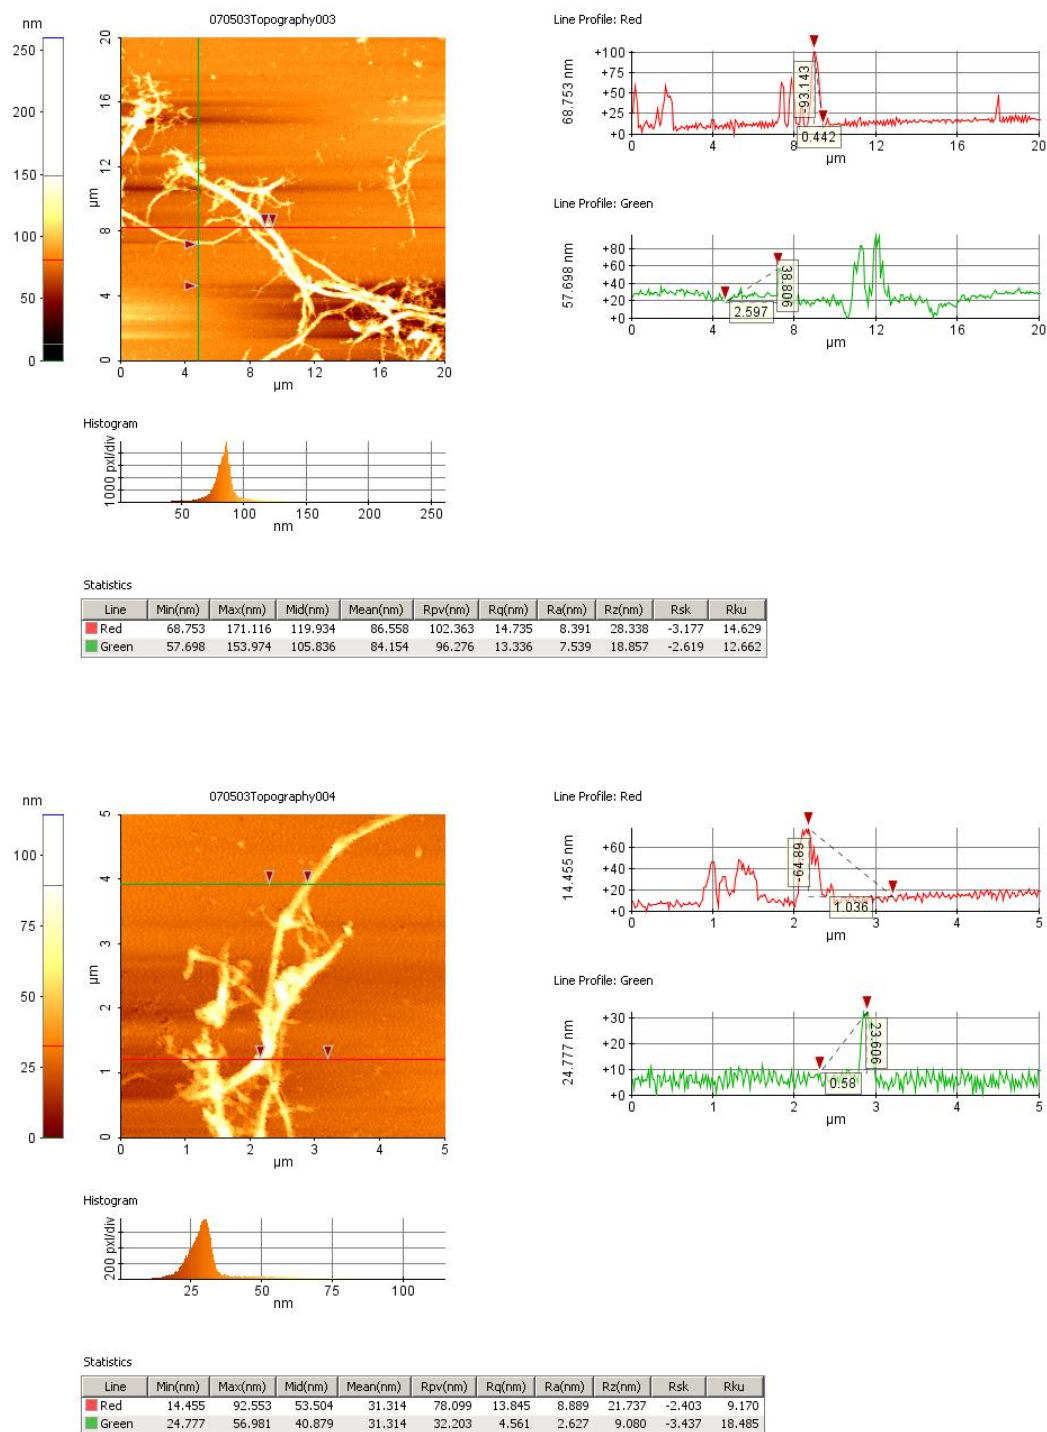 nm
070503Topography003
250
200
150
100
50
0
µm
20
16
12
8
4
0
0 4 8 12 16 20
µm
Line Profile: Red
68.753 nm
+100
+75
+50
+25
+0
-93.143
0.442
0 4 8 12 16 20
µm
Line Profile: Green
57.698 nm
+80
+60
+40
+20
+0
38.806
2.597
0 4 8 12 16 20
µm
Histogram
1000 pxl/div
50 100 150 200 250
nm
Statistics
Line Min(nm) Max(nm) Mid(nm) Mean(nm) Rpv(nm) Rq(nm) Ra(nm) Rz(nm) Rsk Rku
Red 68.753 171.116 119.934 86.558 102.363 14.735 8.391 28.338 -3.177 14.629
Green 57.698 153.974 105.836 84.154 96.276 13.336 7.539 18.857 -2.619 12.662
nm
070503Topography004
100
75
50
25
0
µm
5
4
3
2
1
0
0 1 2 3 4 5
µm
Line Profile: Red
14.455 nm
+60
+40
+20
+0
-64.89
1.036
0 1 2 3 4 5
µm
Line Profile: Green
24.777 nm
+30
+20
+10
+0
23.609
0.58
0 1 2 3 4 5
µm
Histogram
200 pxl/div
25 50 75 100
nm
Statistics
Line Min(nm) Max(nm) Mid(nm) Mean(nm) Rpv(nm) Rq(nm) Ra(nm) Rz(nm) Rsk Rku
Red 14.455 92.553 53.504 31.314 78.099 13.845 8.889 21.737 -2.403 9.170
Green 24.777 56.981 40.879 31.314 32.203 4.561 2.627 9.080 -3.437 18.485